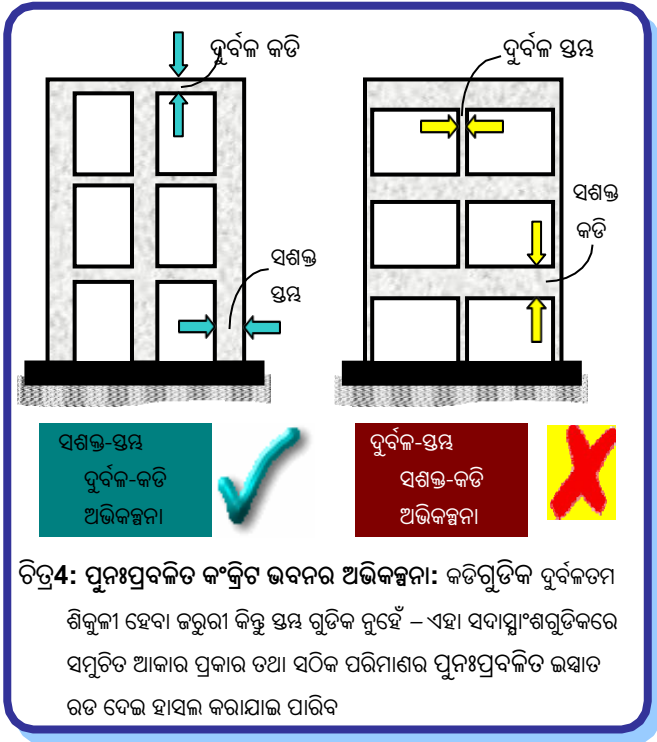 ଦୁର୍ବଳ କଡି
ଦୁର୍ବଳ ସ୍ତମ୍ଭ
ସଶକ୍ତ
କଡି
ସଶକ୍ତ
ସ୍ତମ୍ଭ
ସଶକ୍ତ-ସ୍ତମ୍ଭ
ଦୁର୍ବଳ-କଡି
ଅଭିକଳ୍ପନା
ଦୁର୍ବଳ-ସ୍ତମ୍ଭ
ସଶକ୍ତ-କଡି
ଅଭିକଳ୍ପନା
ଚିତ୍ର4: ପୁନଃପ୍ରବଳିତ କଂକ୍ରିଟ ଭବନର ଅଭିକଳ୍ପନା: କଡିଗୁଡିକ ଦୁର୍ବଳତମ
ଶିକୁଳୀ ହେବା ଜରୁରୀ କିନ୍ତୁ ସ୍ତମ୍ଭ ଗୁଡିକ ନୁହେଁ – ଏହା ସଦାସ୍ଯାଂଶଗୁଡିକରେ
ସମୁଚିତ ଆକାର ପ୍ରକାର ତଥା ସଠିକ ପରିମାଣର ପୁନଃପ୍ରବଳିତ ଇସ୍ପାତ
ରଡ ଦେଇ ହାସଲ କରାଯାଇ ପାରିବ